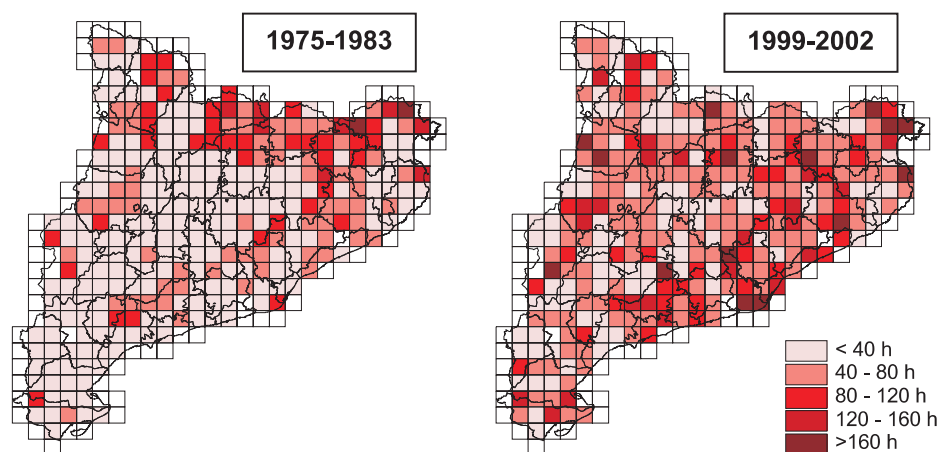 1975-1983
1999-2002
< 40 h
40 - 80 h
80 - 120 h
120 - 160 h
>160 h